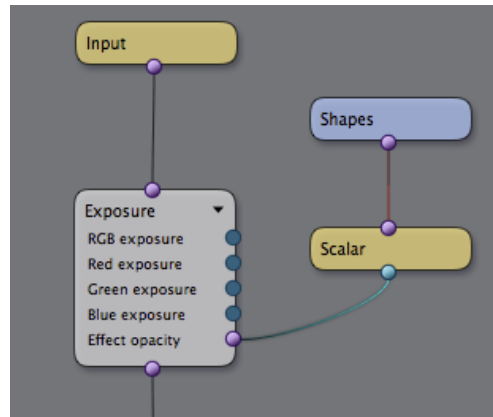 Input
Shapes
Exposure
RGB exposure
Red exposure
Green exposure
Blue exposure
Effect opacity
Scalar